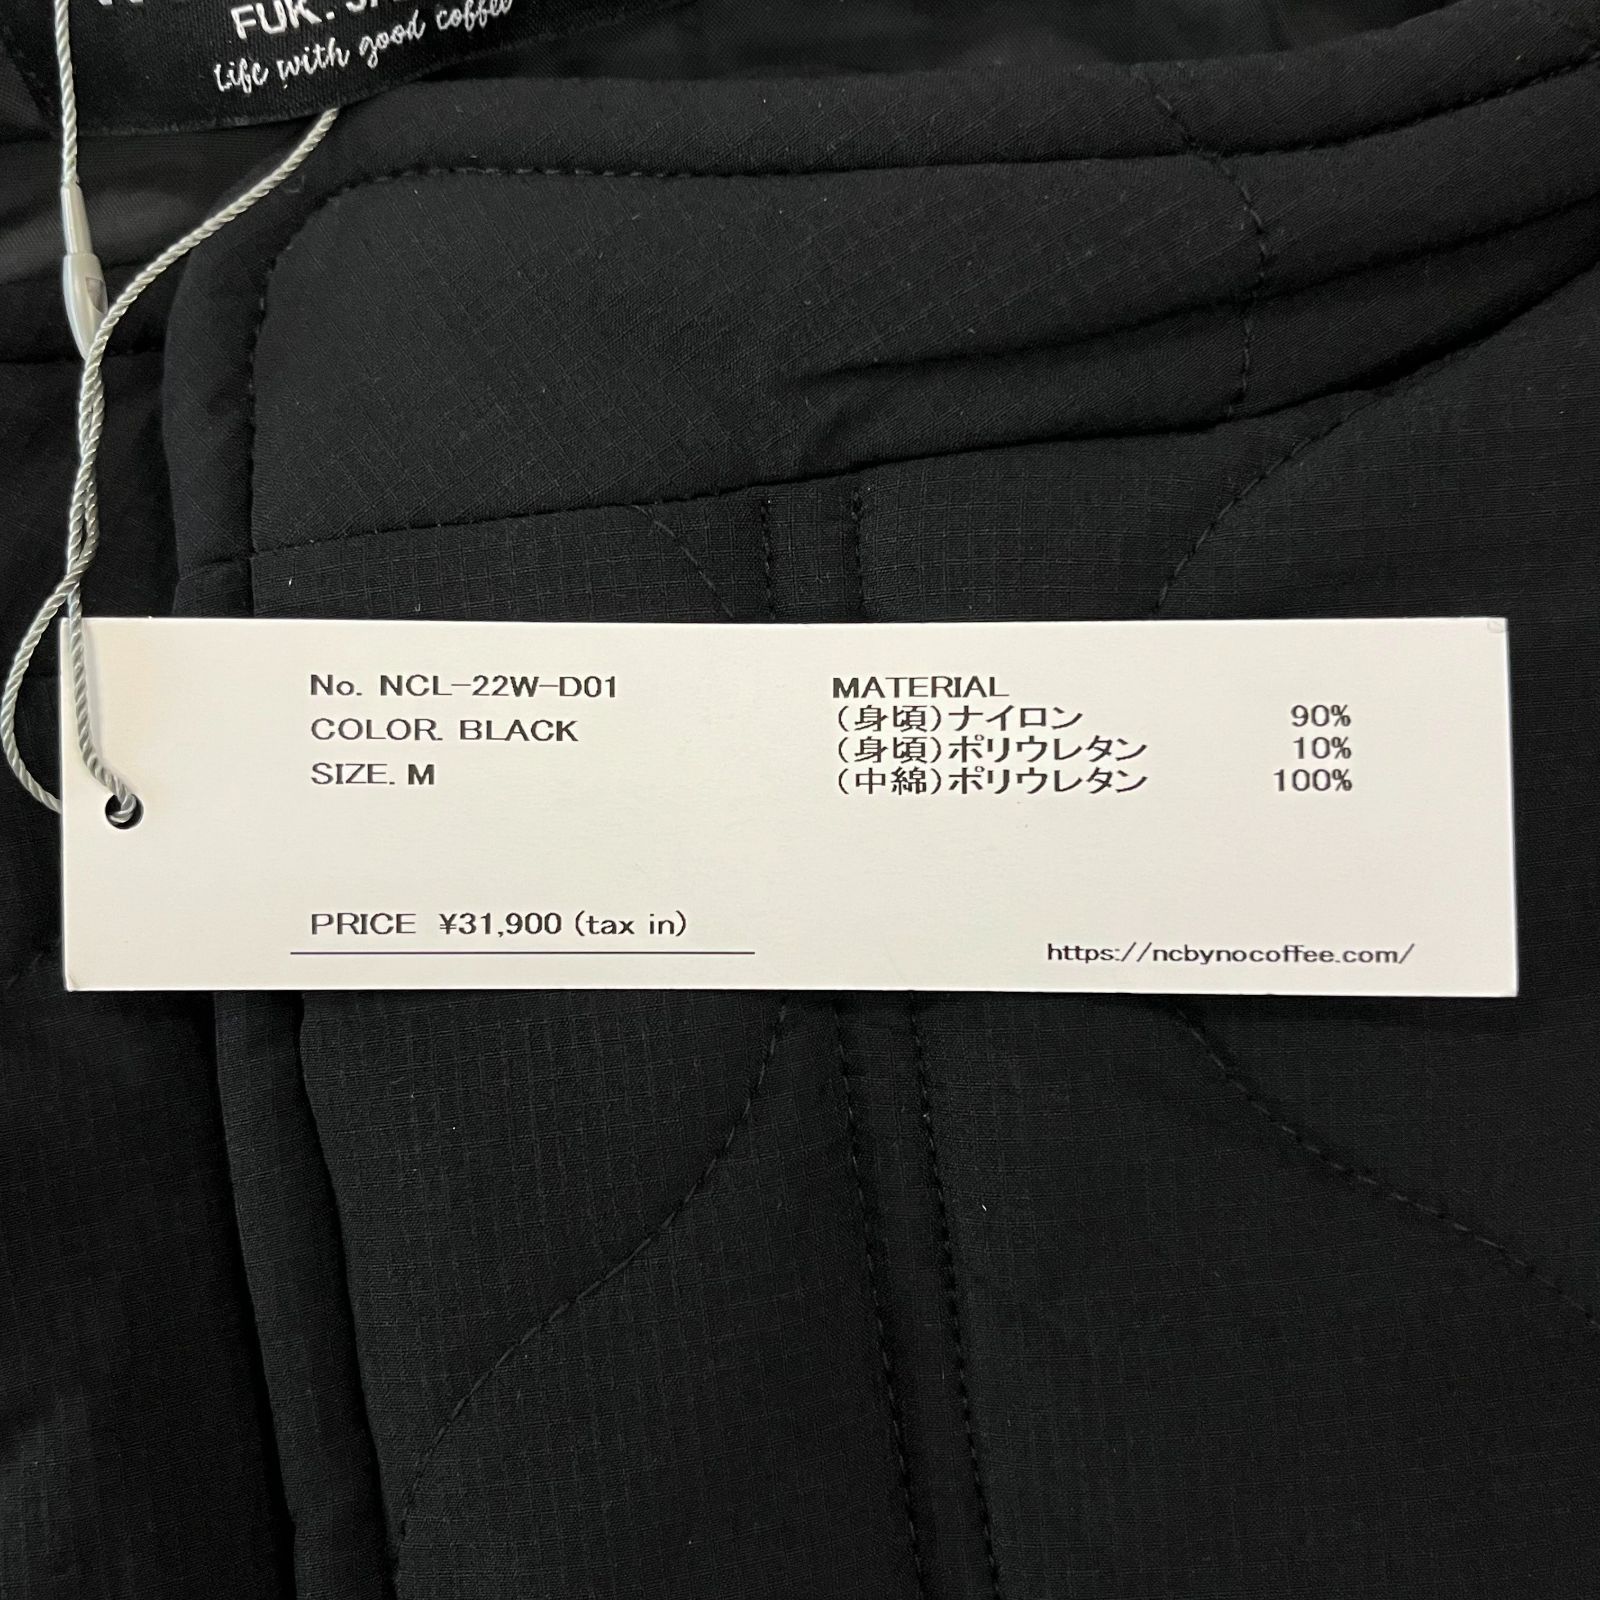 FUK.
Life with good coffee
No. NCL-22W-D01
COLOR. BLACK
SIZE. M
PRICE ¥31,900 (tax in)
MATERIAL
(身頃)ナイロン 90%
(身頃)ポリウレタン 10%
(中綿)ポリウレタン 100%
https://ncbynocoffee.com/